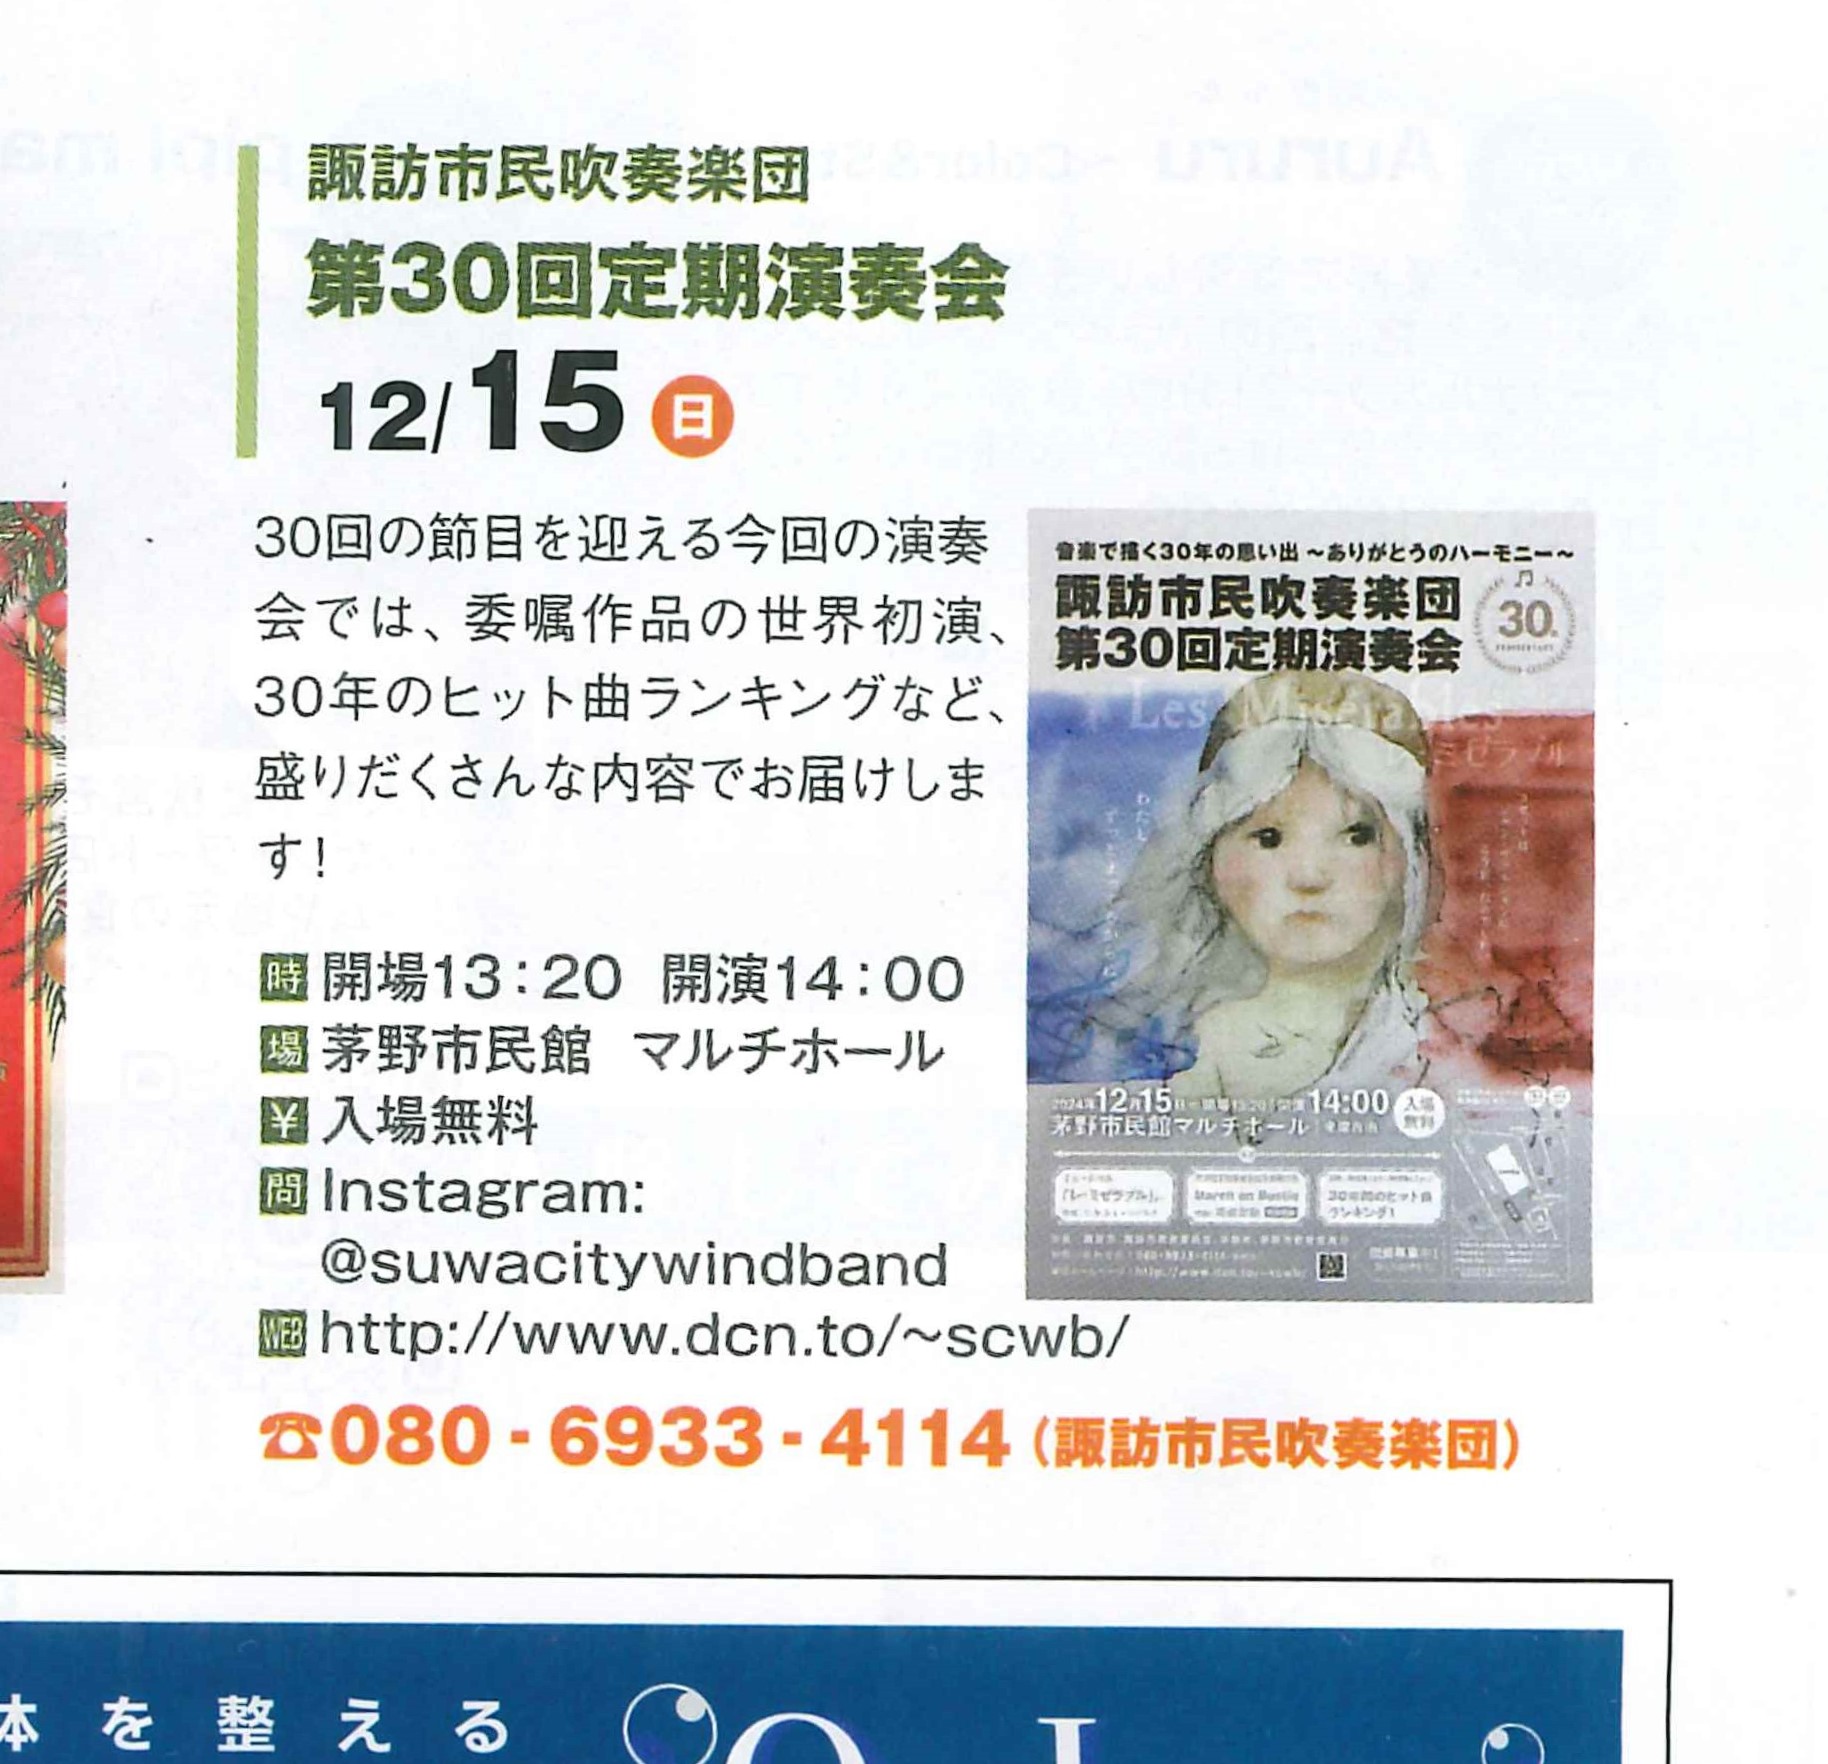 諏訪市民吹奏楽団
第30回定期演奏会
12/15 日
30回の節目を迎える今回の演奏
会では、委嘱作品の世界初演、
30年のヒット曲ランキングなど、
盛りだくさんな内容でお届けしま
す!
時 開場13:20 開演14:00
場 茅野市民館 マルチホール
¥ 入場無料
問 Instagram:
@suwacitywindband
WEB http://www.dcn.to/~scwb/
☎080-6933-4114(諏訪市民吹奏楽団)
音楽で描く30年の思い出 ~ありがとうのハーモニー~
諏訪市民吹奏楽団
第30回定期演奏会
30
Les Misérables
2024年12月15日 開場13:20 開演14:00 入場無料
茅野市民館マルチホール
「レ・ミゼラブル」
30年間のヒット曲
ランキング!
体を整える